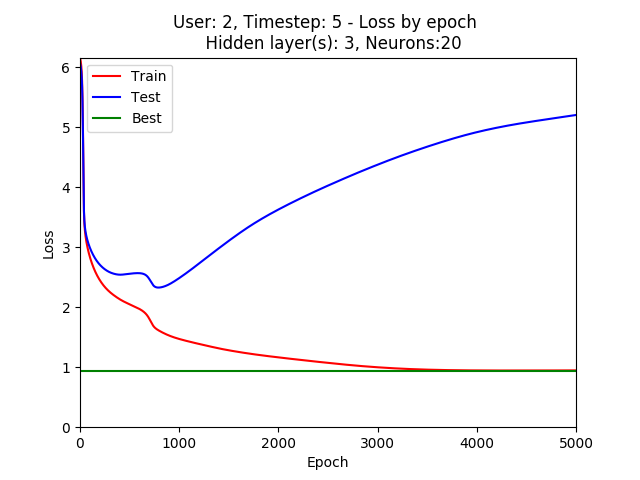 User: 2, Timestep: 5 - Loss by epoch
Hidden layer(s): 3, Neurons:20
Train
Test
Best
6
5
4
3
2
1
0
Loss
0 1000 2000 3000 4000 5000
Epoch